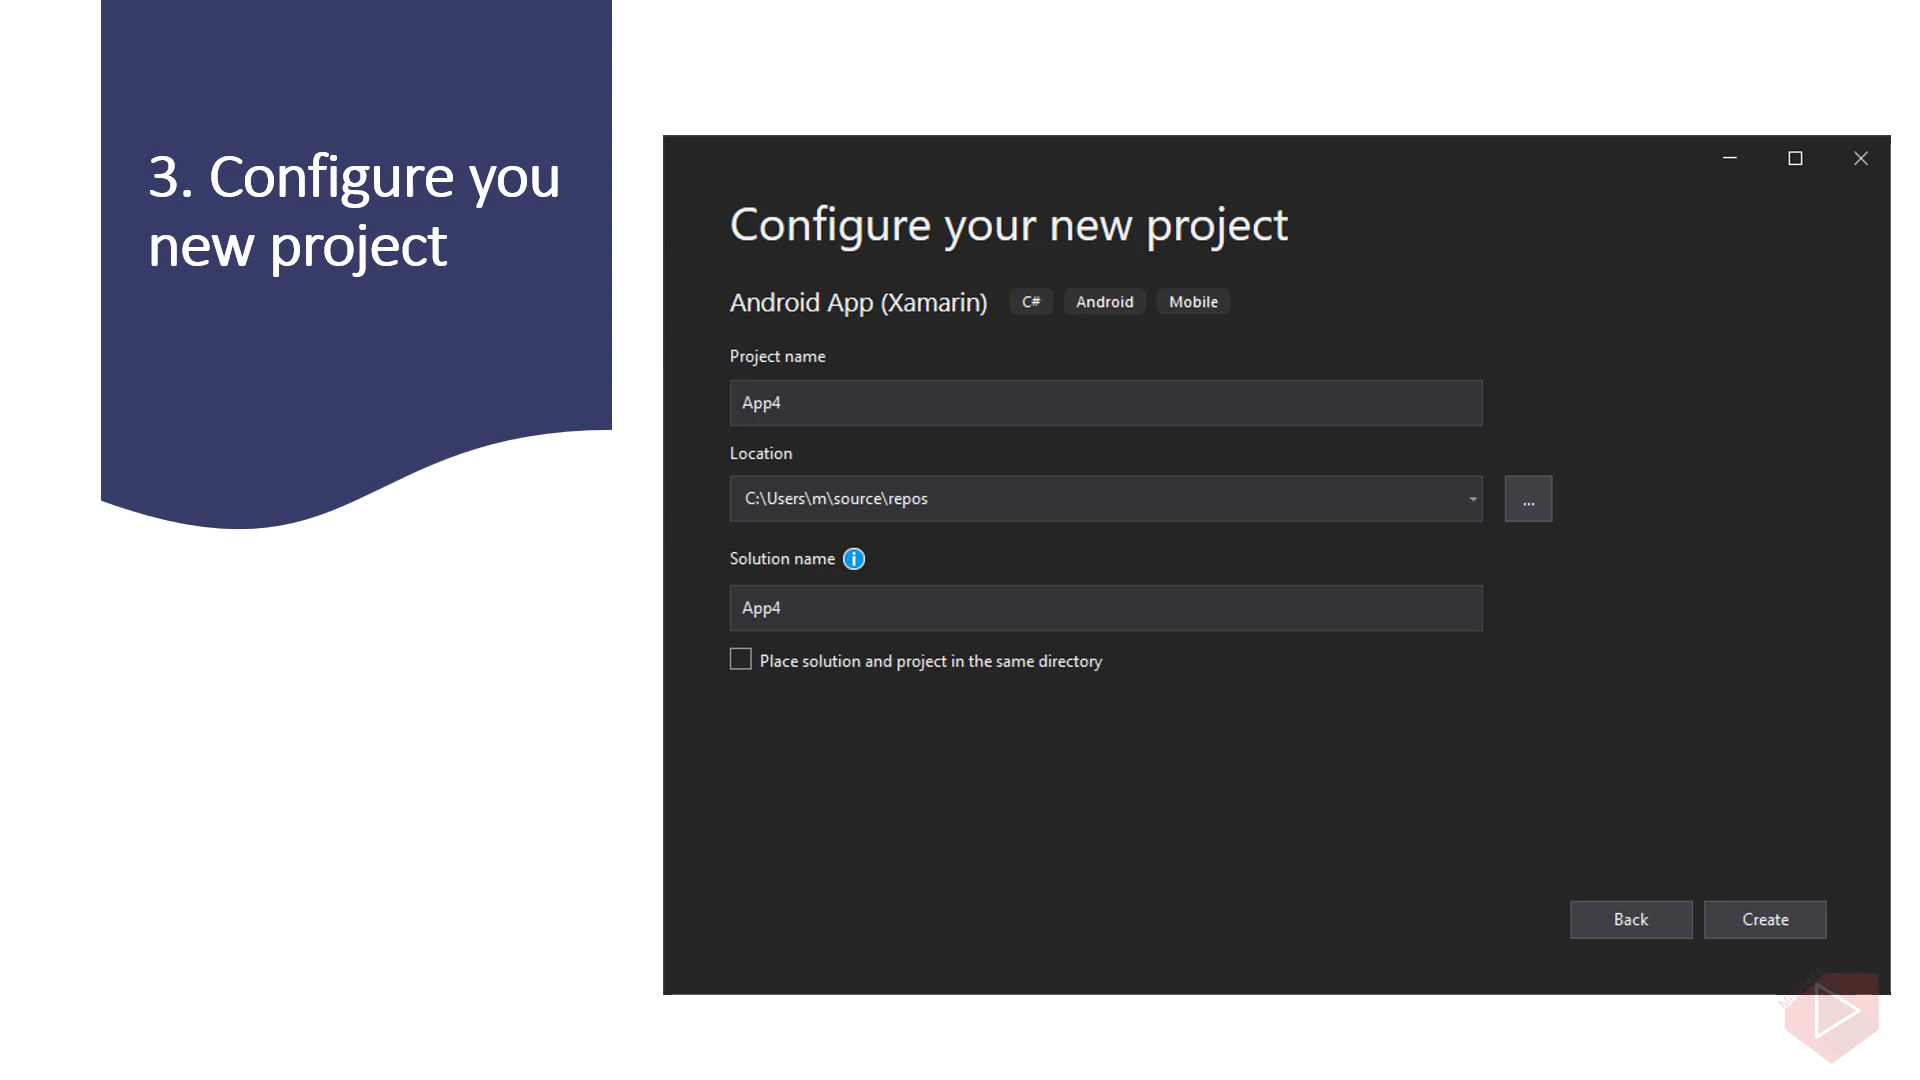 3. Configure you
new project
Configure your new project
Android App (Xamarin) C# Android Mobile
Project name
App4
Location
C:\Users\m\source\repos
...
Solution name
App4
Place solution and project in the same directory
Back Create